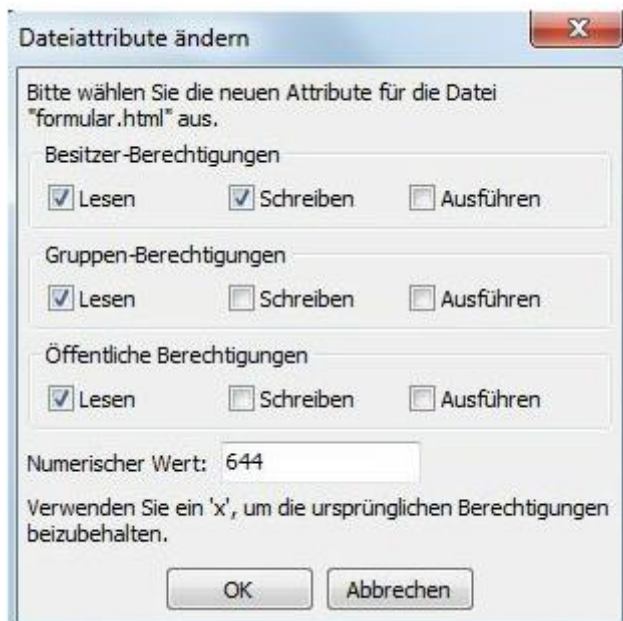 Dateiattribute ändern
Bitte wählen Sie die neuen Attribute für die Datei
"formular.html" aus.
Besitzer-Berechtigungen
Lesen Schreiben Ausführen
Gruppen-Berechtigungen
Lesen Schreiben Ausführen
Öffentliche Berechtigungen
Lesen Schreiben Ausführen
Numerischer Wert: 644
Verwenden Sie ein 'x', um die ursprünglichen Berechtigungen
beizubehalten.
OK Abbrechen